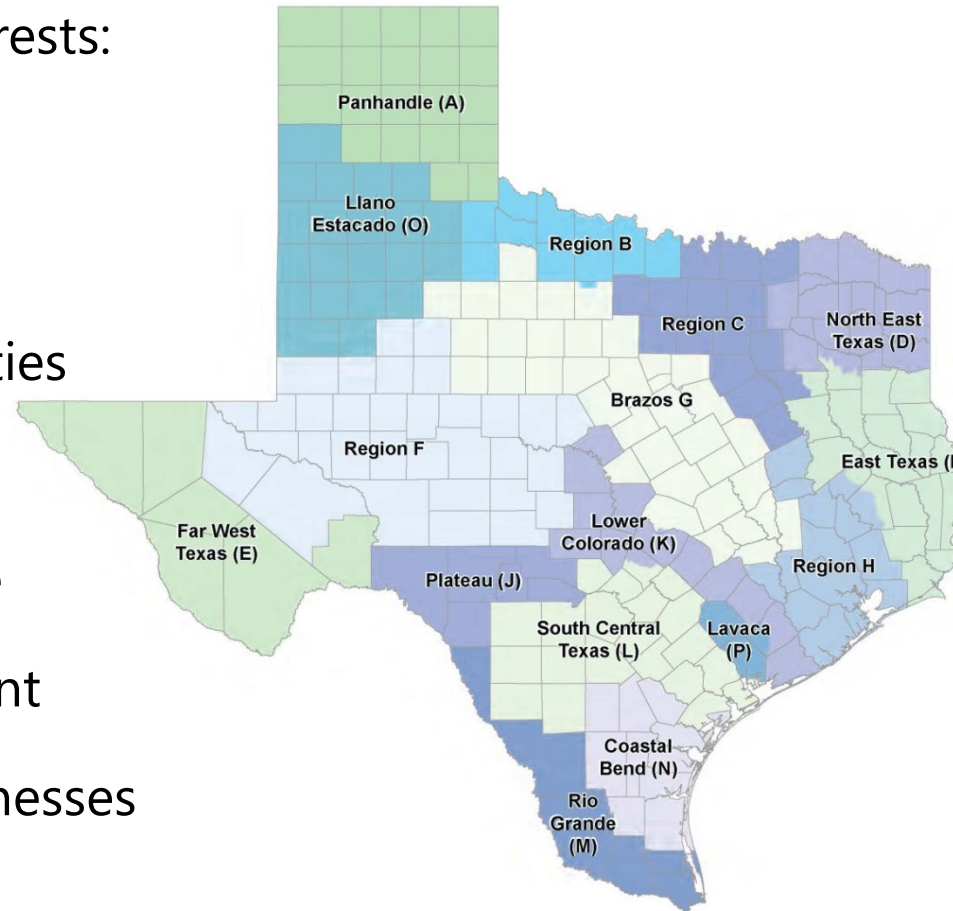 rests:
ties
nt
nesses
Panhandle (A)
Llano
Estacado (O)
Region B
Region C
North East
Texas (D)
Brazos G
Region F
East Texas (
Far West
Texas (E)
Lower
Colorado (K)
Region H
Plateau (J)
South Central
Texas (L)
Lavaca
(P)
Coastal
Bend (N)
Rio
Grande
(M)